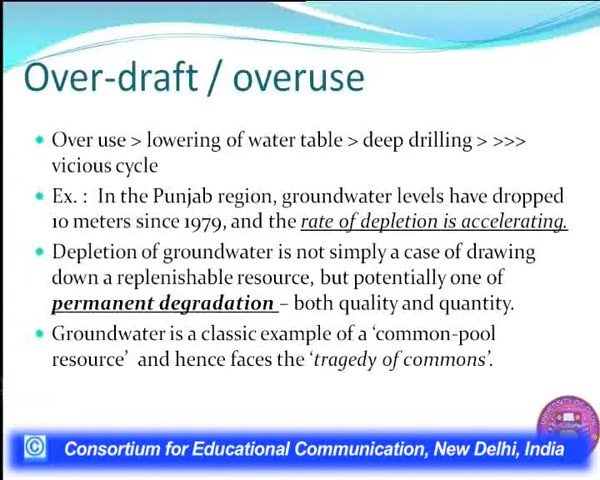 Over-draft / overuse
Over use > lowering of water table > deep drilling > >>>
vicious cycle
Ex. : In the Punjab region, groundwater levels have dropped
10 meters since 1979, and the rate of depletion is accelerating.
Depletion of groundwater is not simply a case of drawing
down a replenishable resource, but potentially one of
permanent degradation – both quality and quantity.
Groundwater is a classic example of a ‘common-pool
resource’ and hence faces the ‘tragedy of commons’.
© Consortium for Educational Communication, New Delhi, India